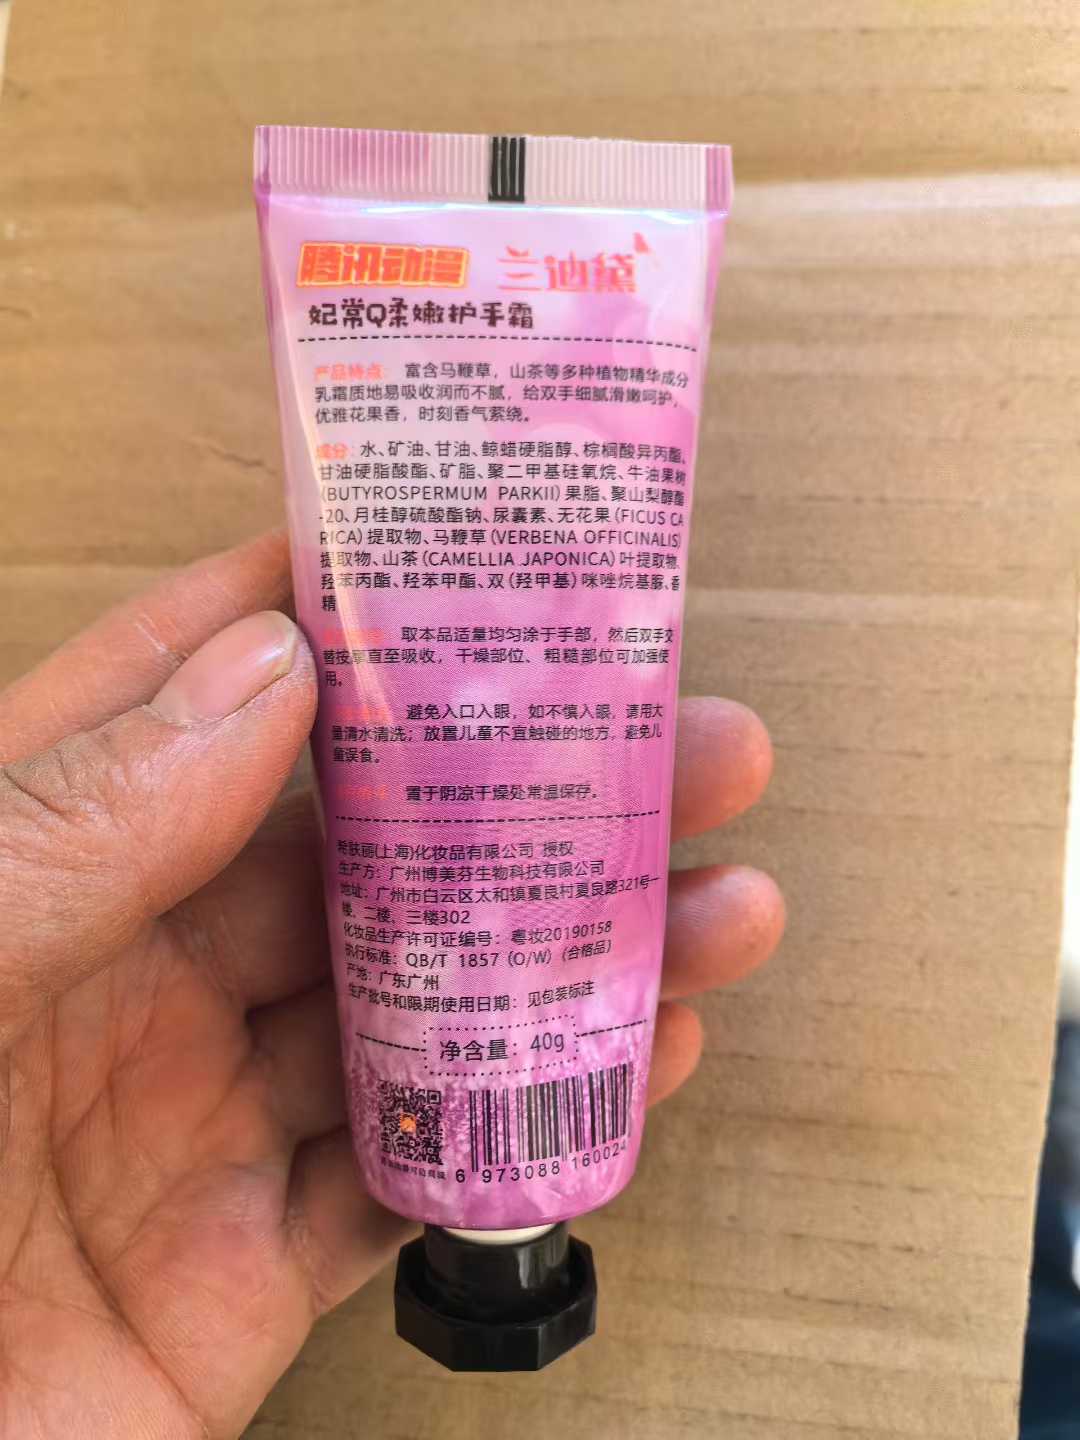 腾讯动漫 兰迪黛
妃常Q柔嫩护手霜
产品特点: 富含马鞭草，山茶等多种植物精华成分
乳霜质地易吸收润而不腻，给双手细腻滑嫩呵护，
优雅花果香，时刻香气萦绕。
成分: 水、矿油、甘油、鲸蜡硬脂醇、棕榈酸异丙酯、
甘油硬脂酸酯、矿脂、聚二甲基硅氧烷、牛油果树
(BUTYROSPERMUM PARKII)果脂、聚山梨醇酯
-20、月桂醇硫酸酯钠、尿囊素、无花果(FICUS CA
RICA)提取物、马鞭草(VERBENA OFFICINALIS)
提取物、山茶(CAMELLIA JAPONICA)叶提取物、
羟苯丙酯、羟苯甲酯、双(羟甲基)咪唑烷基脲、香
精
取本品适量均匀涂于手部，然后双手交
替按摩直至吸收，干燥部位、粗糙部位可加强使
用。
避免入口入眼，如不慎入眼，请用大
量清水清洗；放置儿童不宜触碰的地方，避免儿
童误食。
置于阴凉干燥处常温保存。
希肤丽(上海)化妆品有限公司 授权
生产方：广州博美芬生物科技有限公司
地址：广州市白云区太和镇夏良村夏良路321号一
楼，二楼，三楼302
化妆品生产许可证编号：粤妆20190158
执行标准：QB/T 1857 (O/W) (合格品)
产地：广东广州
生产批号和限期使用日期：见包装标注
净含量：40g
6 973088 160024